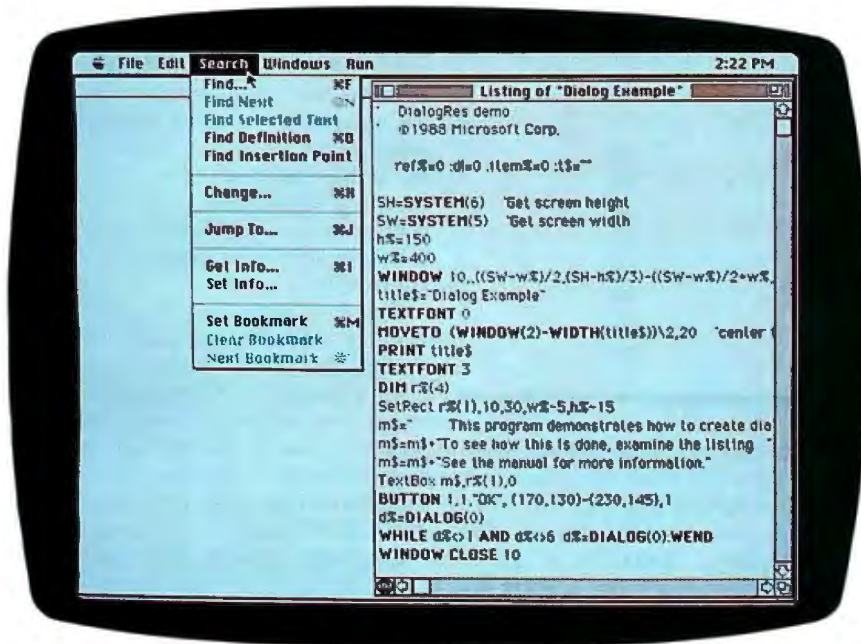 File Edit Search Windows Run 2:22 PM
Find... ⌘F
Find Next ⌘N
Find Selected Text
Find Definition ⌘D
Find Insertion Point
Change... ⌘H
Jump To... ⌘J
Get Info... ⌘I
Set Info...
Set Bookmark ⌘M
Clear Bookmark
Next Bookmark
Listing of "Dialog Example"
' DialogRes demo
' ©1988 Microsoft Corp.
ref%=0 :d=0 :item%=0 :t$=""
SH=SYSTEM(6) 'Get screen height
SW=SYSTEM(5) 'Get screen width
h%=150
w%=400
WINDOW 10,,((SW-w%)/2,(SH-h%)/3)-((SW-w%)/2+w%,
title$="Dialog Example"
TEXTFONT 0
MOVETO (WINDOW(2)-WIDTH(title$))\2,20 'center t
PRINT title$
TEXTFONT 3
DIM r%(4)
SetRect r%(1),10,30,w%-5,h%-15
m$=" This program demonstrates how to create dia
m$=m$+"To see how this is done, examine the listing "
m$=m$+"See the manual for more information."
TextBox m$,r%(1),0
BUTTON 1,1,"OK", (170,130)-(230,145),1
d%=DIALOG(0)
WHILE d%<>1 AND d%<>6 d%=DIALOG(0):WEND
WINDOW CLOSE 10